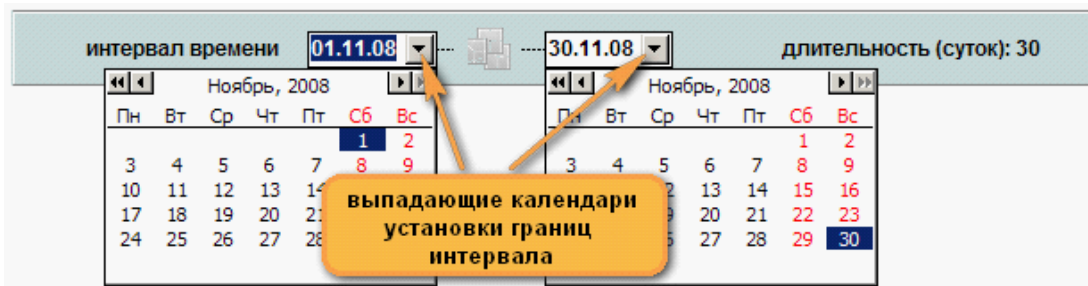 интервал времени 01.11.08 30.11.08 длительность (суток): 30
Ноябрь, 2008
Пн Вт Ср Чт Пт Сб Вс
1 2
3 4 5 6 7 8 9
10 11 12 13 14
17 18 19 20
24 25 26 27 28
Ноябрь, 2008
Пн Вт Ср Чт Пт Сб Вс
1 2
3 4 5 6 7 8 9
13 14 15 16
20 21 22 23
27 28 29 30
выпадающие календари
установки границ
интервала